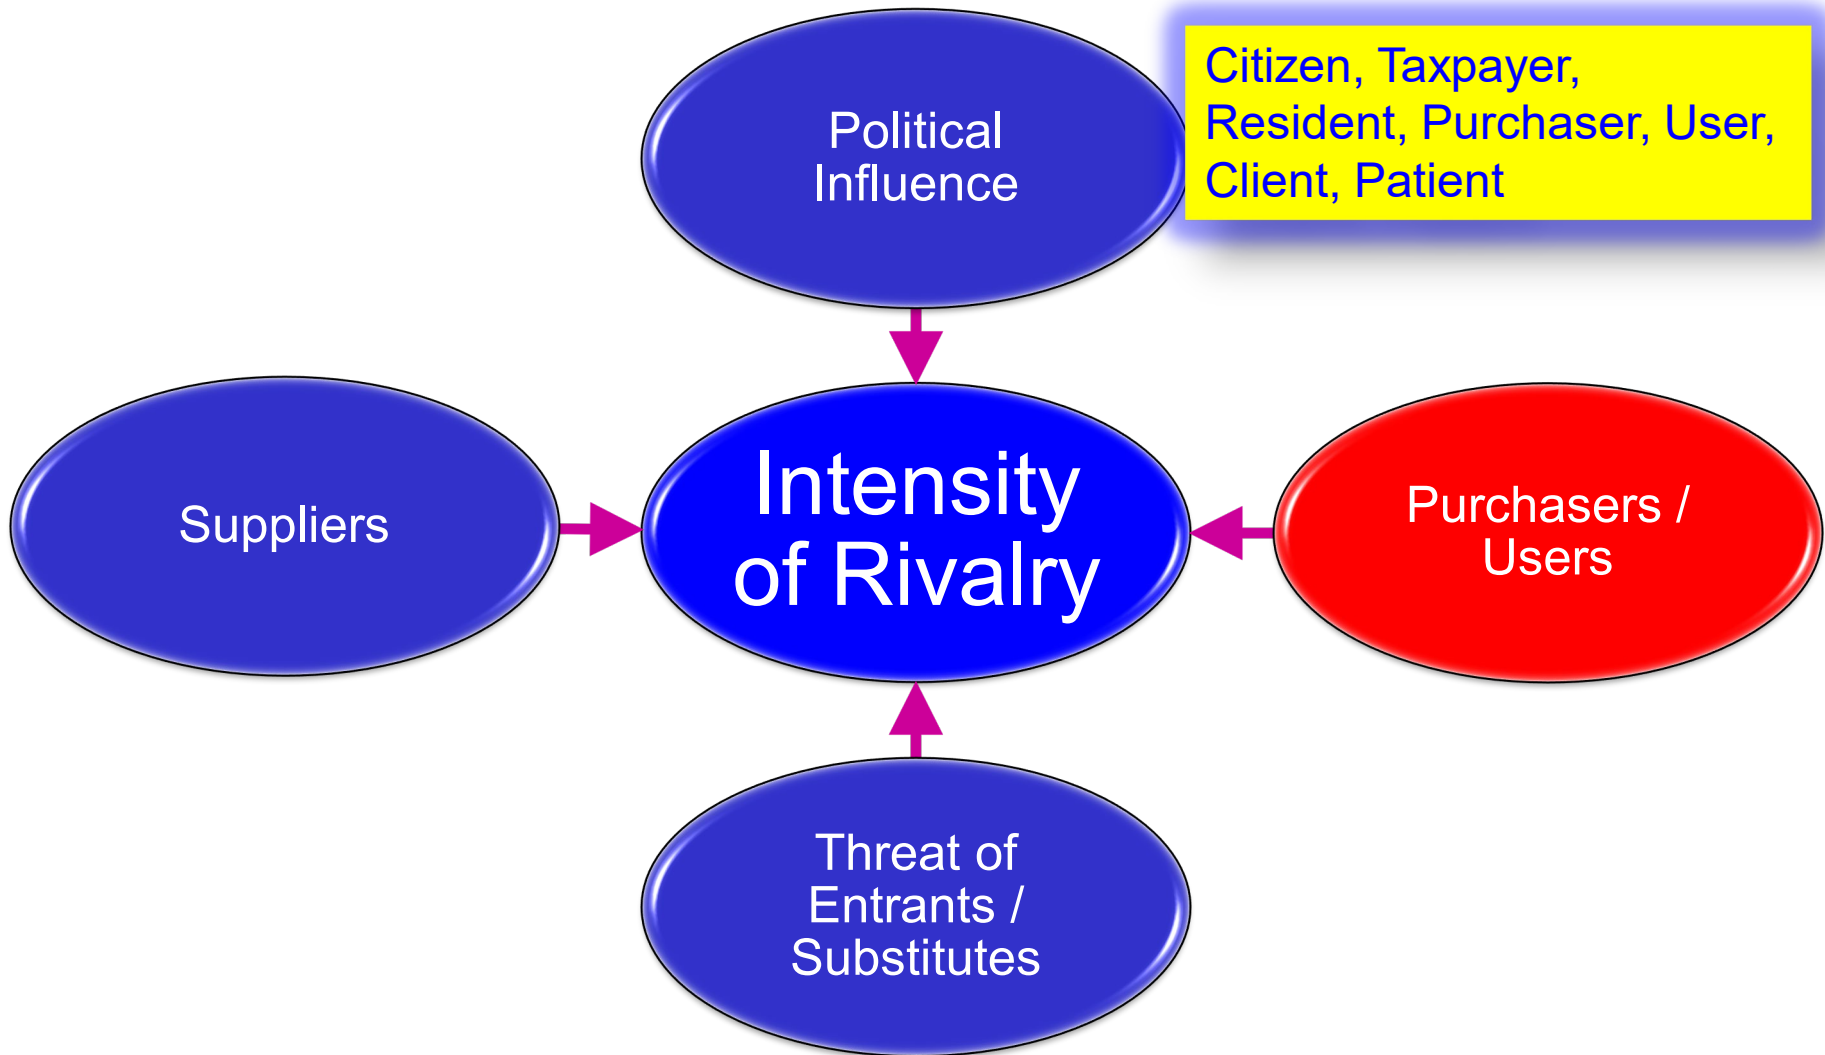 Political
Influence
Citizen, Taxpayer,
Resident, Purchaser, User,
Client, Patient
Suppliers
Intensity
of Rivalry
Purchasers /
Users
Threat of
Entrants /
Substitutes